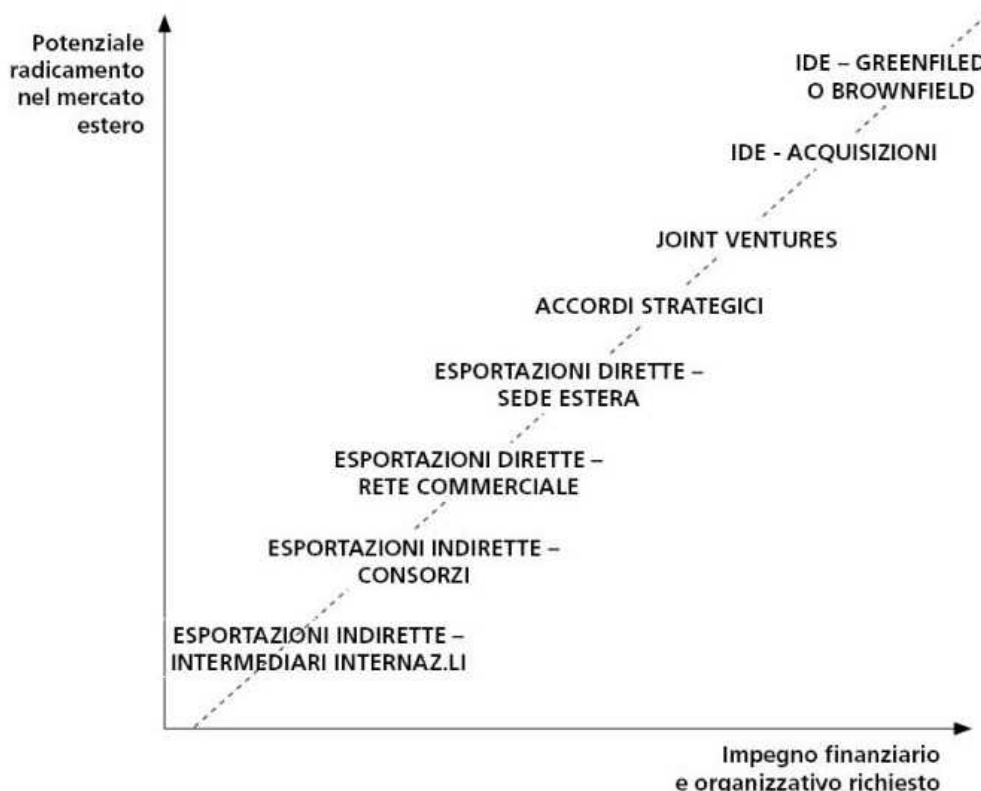 Potenziale
radicamento
nel mercato
estero
IDE – GREENFILED
O BROWNFIELD
IDE - ACQUISIZIONI
JOINT VENTURES
ACCORDI STRATEGICI
ESPORTAZIONI DIRETTE –
SEDE ESTERA
ESPORTAZIONI DIRETTE –
RETE COMMERCIALE
ESPORTAZIONI INDIRETTE –
CONSORZI
ESPORTAZIONI INDIRETTE –
INTERMEDIARI INTERNAZ.LI
Impegno finanziario
e organizzativo richiesto